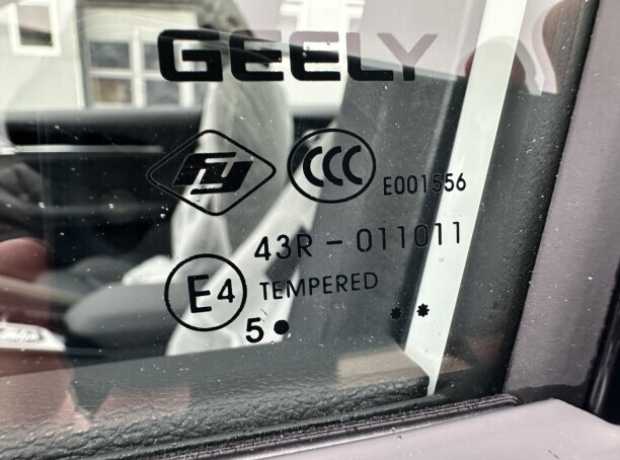 GEELY
FY CCC E001556
43R - 011011
E4 TEMPERED
5 ● * *